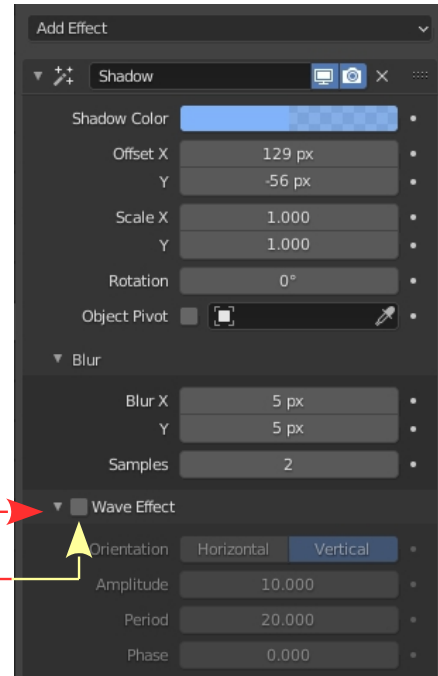 Add Effect
Shadow
Shadow Color
Offset X 129 px
Y -56 px
Scale X 1.000
Y 1.000
Rotation 0°
Object Pivot
Blur
Blur X 5 px
Y 5 px
Samples 2
Wave Effect
Orientation Horizontal Vertical
Amplitude 10.000
Period 20.000
Phase 0.000